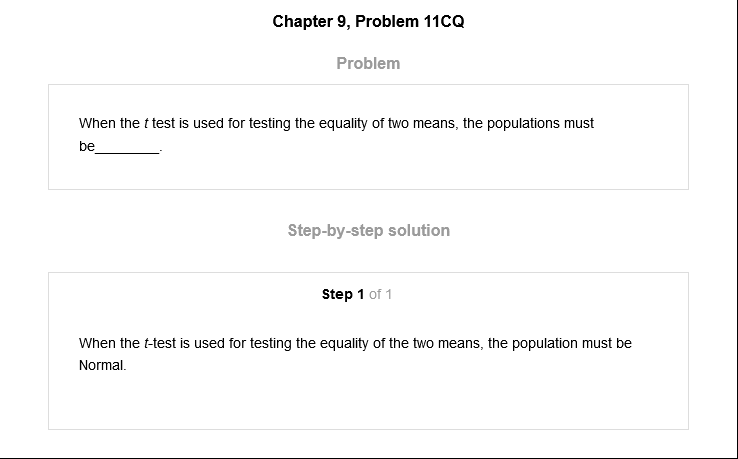 Chapter 9, Problem 11CQ
Problem
When the t test is used for testing the equality of two means, the populations must
be________.
Step-by-step solution
Step 1 of 1
When the t-test is used for testing the equality of the two means, the population must be
Normal.